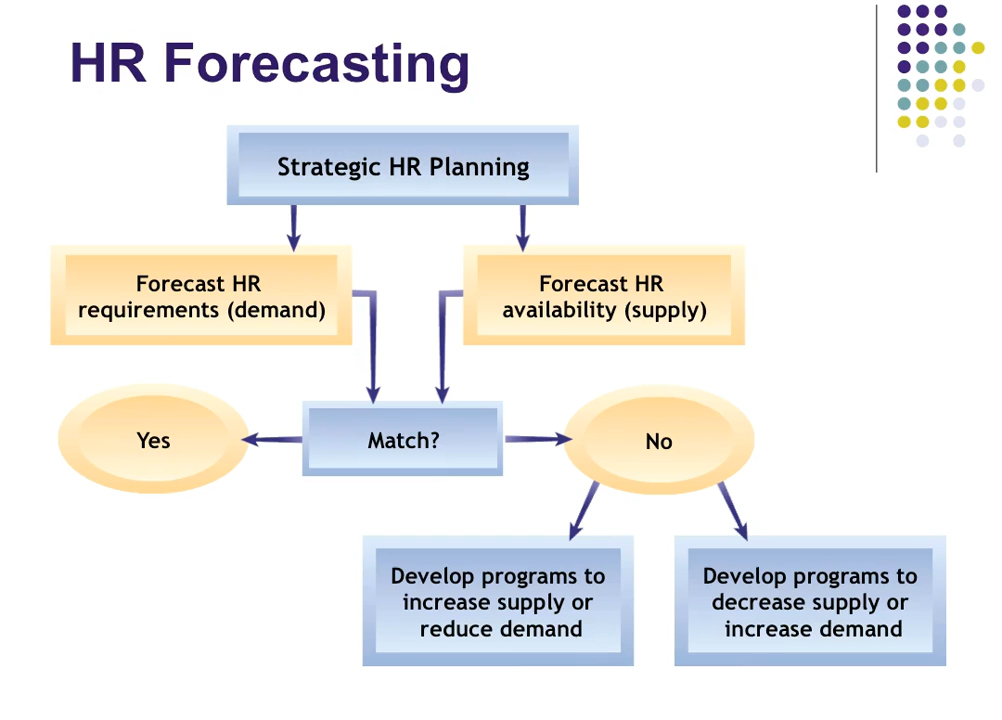 HR Forecasting
Strategic HR Planning
Forecast HR
requirements (demand)
Forecast HR
availability (supply)
Yes
Match?
No
Develop programs to
increase supply or
reduce demand
Develop programs to
decrease supply or
increase demand